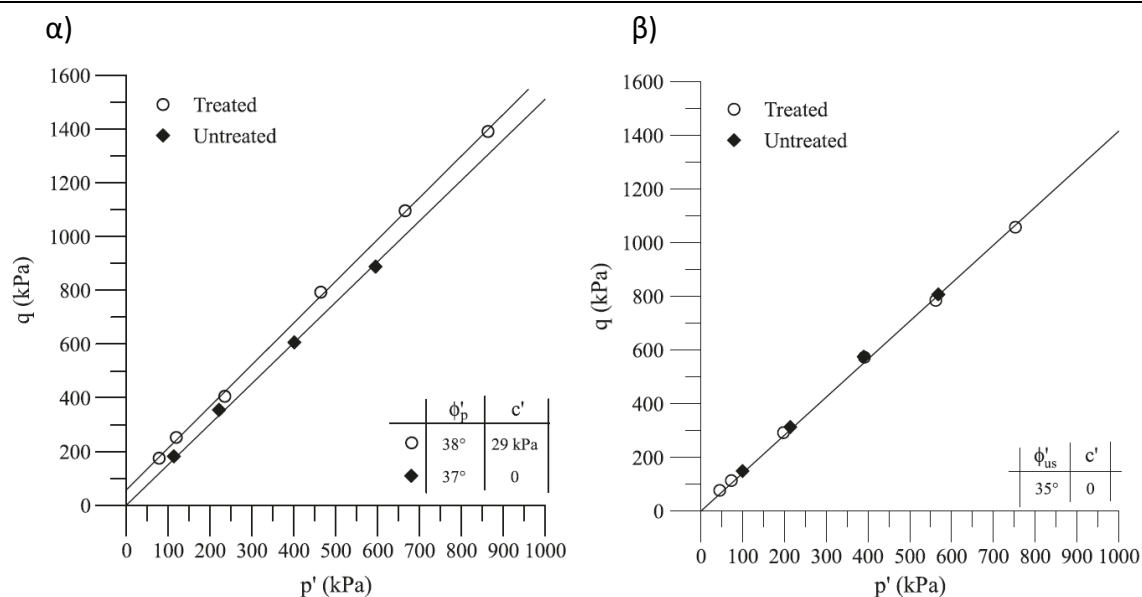 α)
1600
1400
1200
1000
800
600
400
200
0
q (kPa)
Treated
Untreated
ϕ'p c'
38° 29 kPa
37° 0
0 100 200 300 400 500 600 700 800 900 1000
p' (kPa)
β)
1600
1400
1200
1000
800
600
400
200
0
q (kPa)
Treated
Untreated
ϕ'us c'
35° 0
0 100 200 300 400 500 600 700 800 900 1000
p' (kPa)